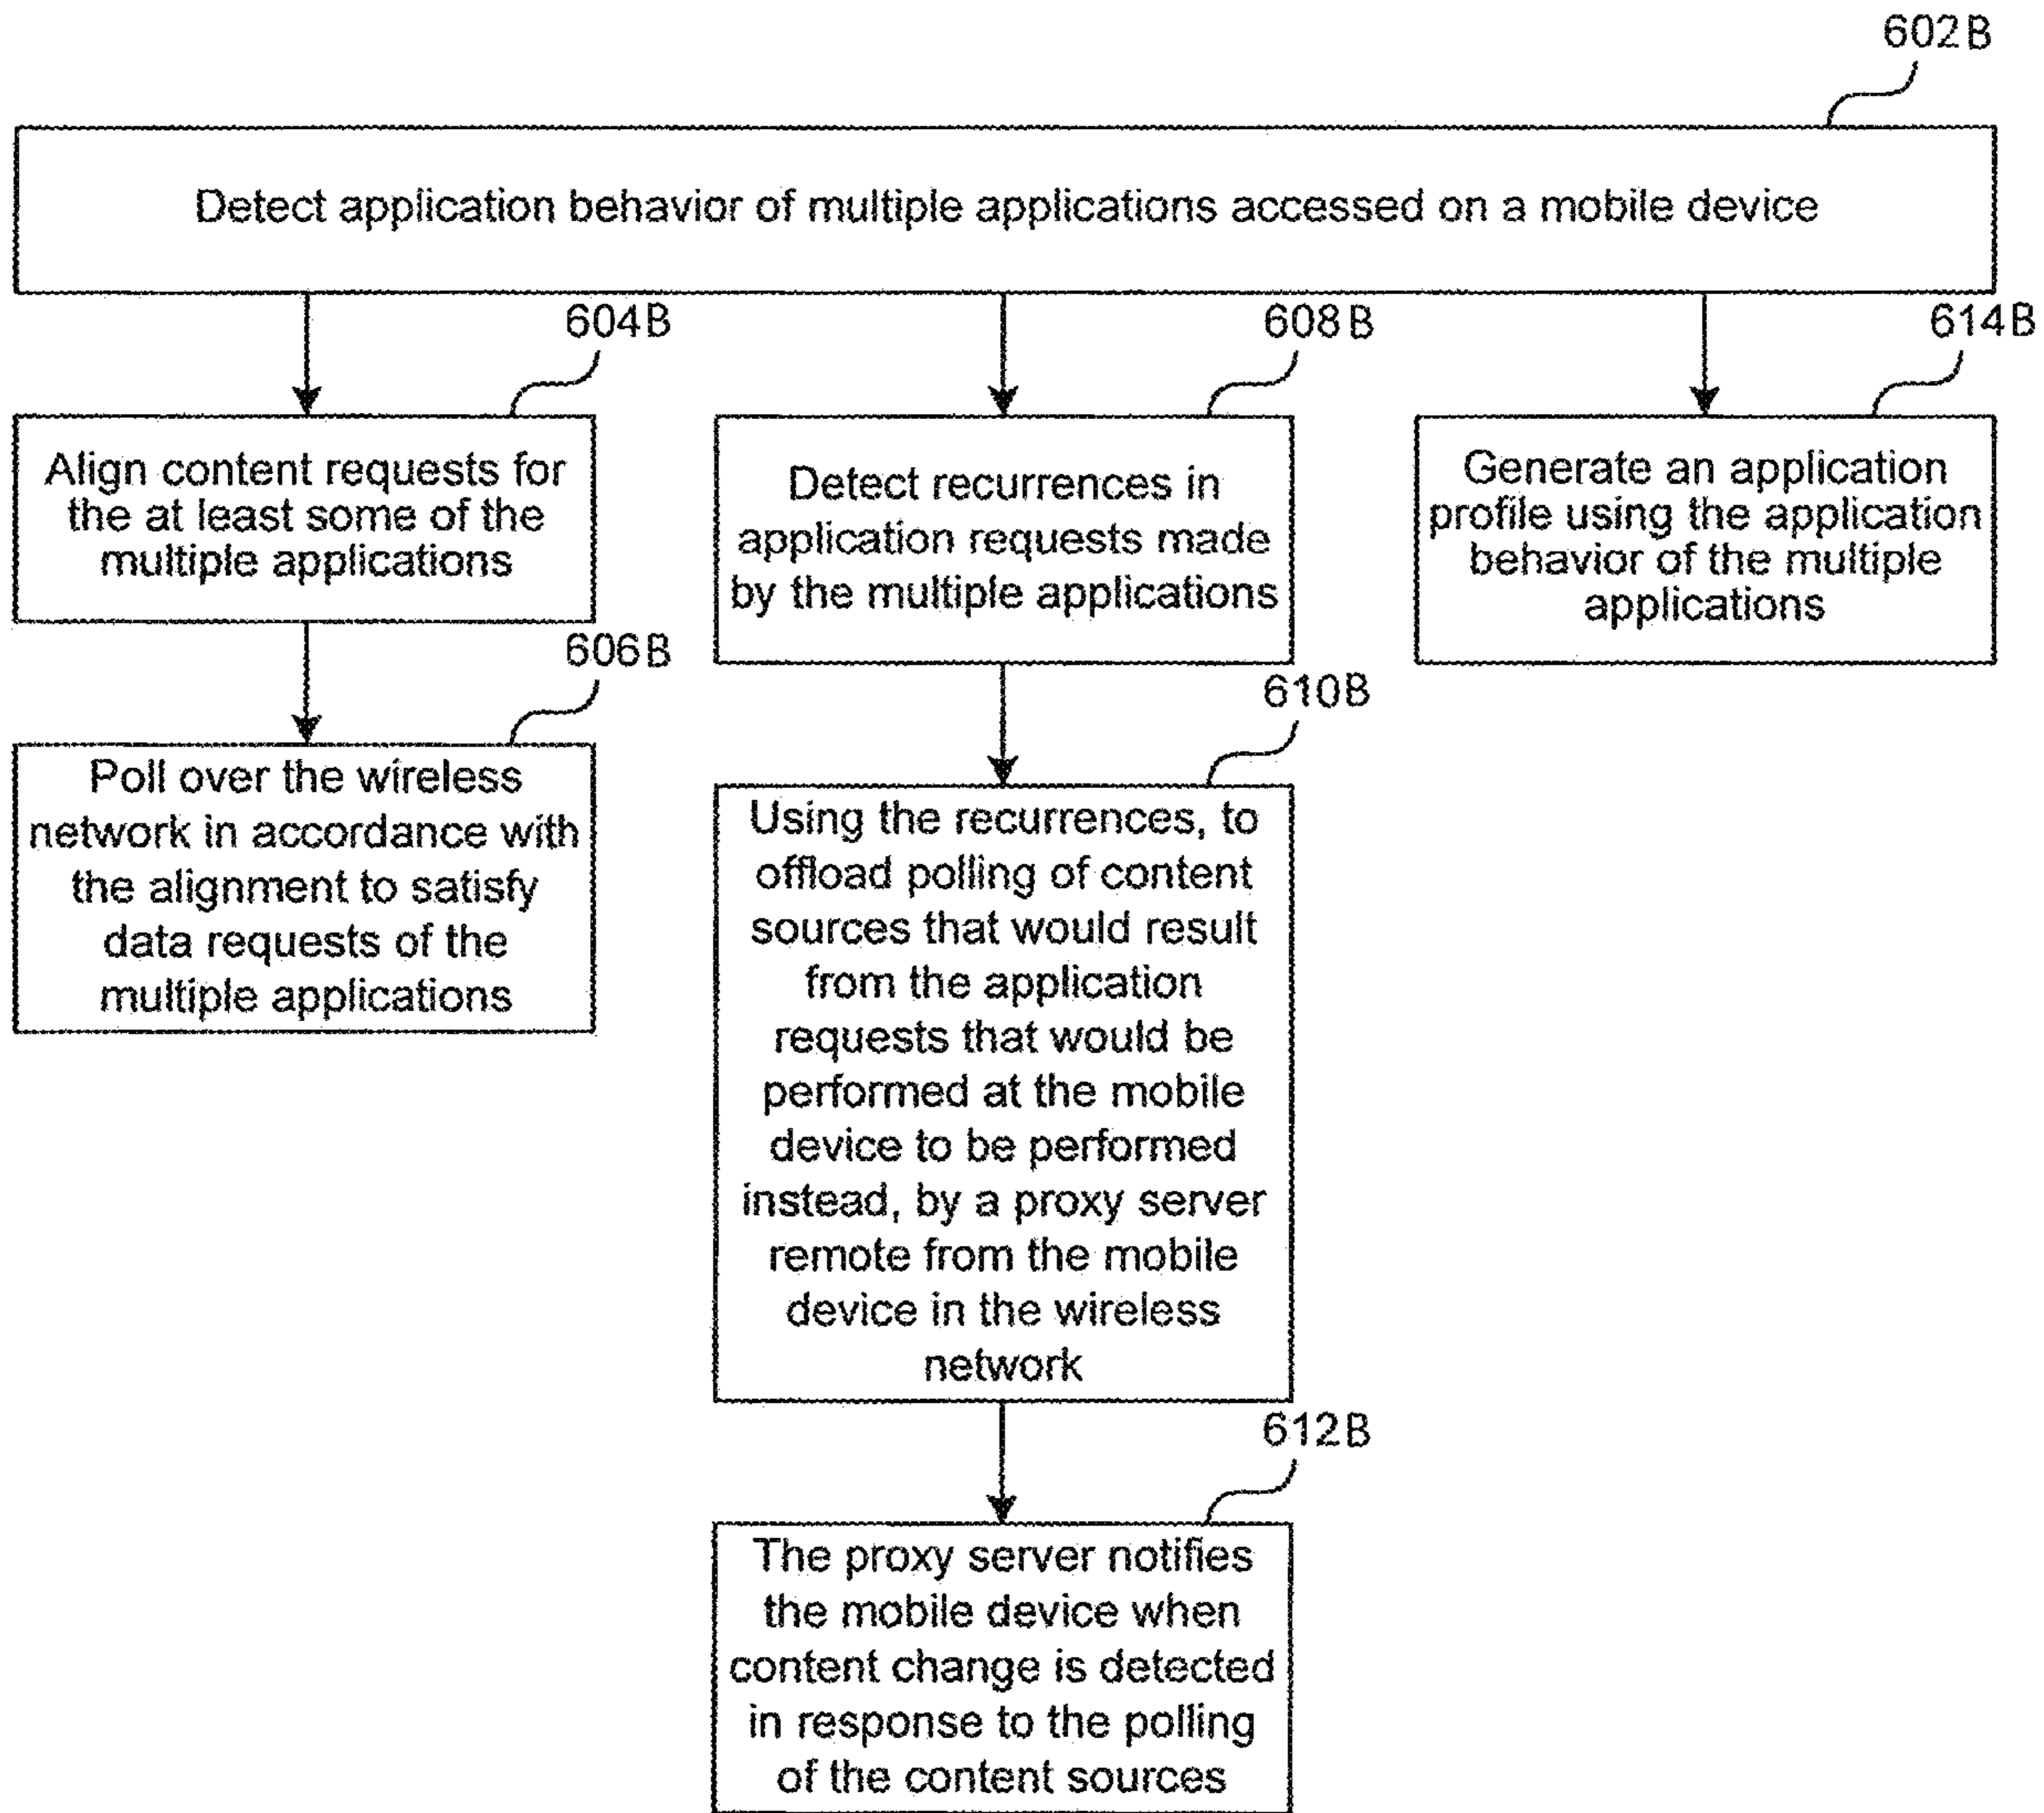 602B
Detect application behavior of multiple applications accessed on a mobile device
604B
Align content requests for
the at least some of the
multiple applications
606B
Poll over the wireless
network in accordance with
the alignment to satisfy
data requests of the
multiple applications
608B
Detect recurrences in
application requests made
by the multiple applications
610B
Using the recurrences, to
offload polling of content
sources that would result
from the application
requests that would be
performed at the mobile
device to be performed
instead, by a proxy server
remote from the mobile
device in the wireless
network
612B
The proxy server notifies
the mobile device when
content change is detected
in response to the polling
of the content sources
614B
Generate an application
profile using the application
behavior of the multiple
applications